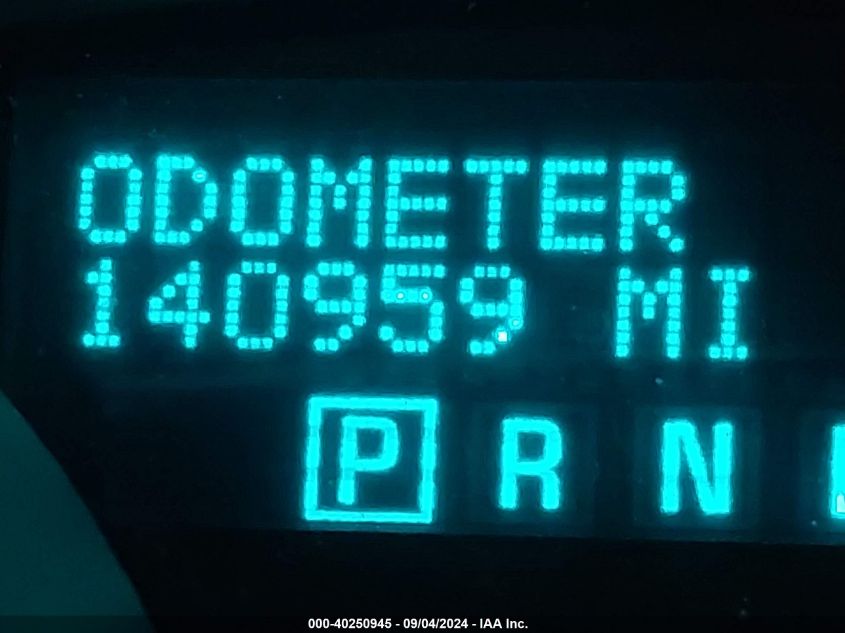 ODOMETER
140959 MI
P R N
000-40250945 - 09/04/2024 - IAA Inc.